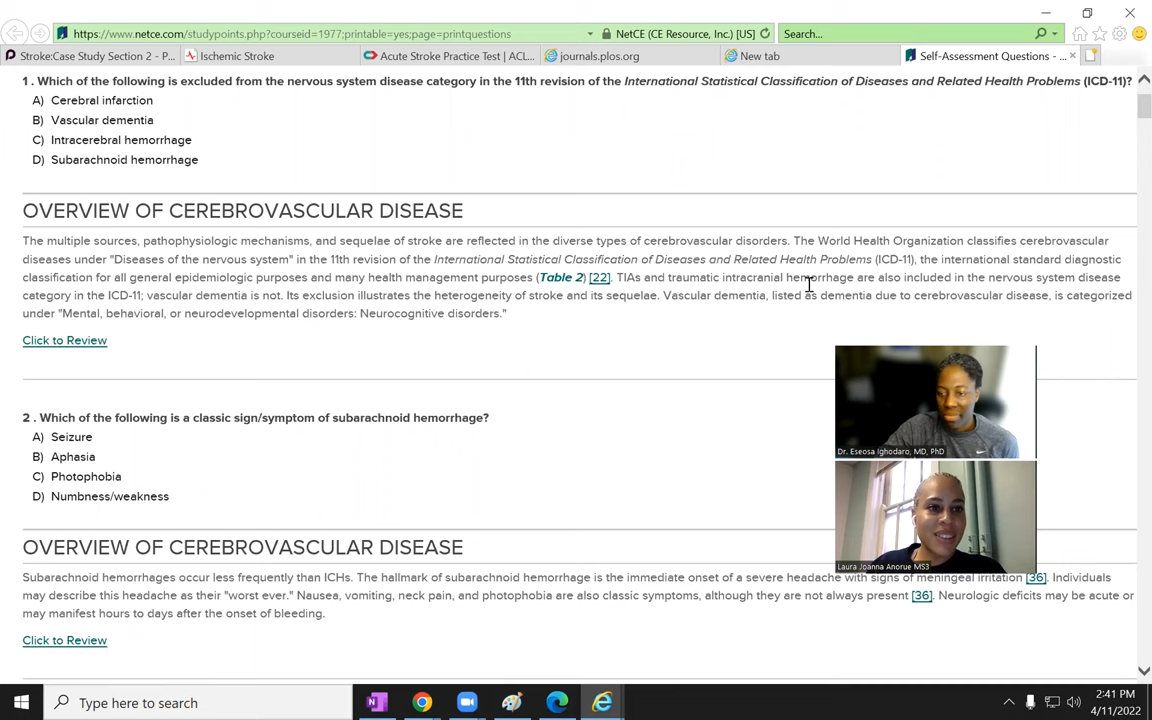 https://www.netce.com/studypoints.php?courseid=1977;printable=yes;page=printquestions
NetCE (CE Resource, Inc.) [US]
Search...
Stroke:Case Study Section 2 - P...
Ischemic Stroke
Acute Stroke Practice Test | ACL...
journals.plos.org
New tab
Self-Assessment Questions - ...
1 . Which of the following is excluded from the nervous system disease category in the 11th revision of the International Statistical Classification of Diseases and Related Health Problems (ICD-11)?
A) Cerebral infarction
B) Vascular dementia
C) Intracerebral hemorrhage
D) Subarachnoid hemorrhage
OVERVIEW OF CEREBROVASCULAR DISEASE
The multiple sources, pathophysiologic mechanisms, and sequelae of stroke are reflected in the diverse types of cerebrovascular disorders. The World Health Organization classifies cerebrovascular
diseases under "Diseases of the nervous system" in the 11th revision of the International Statistical Classification of Diseases and Related Health Problems (ICD-11), the international standard diagnostic
classification for all general epidemiologic purposes and many health management purposes (Table 2) [22]. TIAs and traumatic intracranial hemorrhage are also included in the nervous system disease
category in the ICD-11; vascular dementia is not. Its exclusion illustrates the heterogeneity of stroke and its sequelae. Vascular dementia, listed as dementia due to cerebrovascular disease, is categorized
under "Mental, behavioral, or neurodevelopmental disorders: Neurocognitive disorders."
Click to Review
2 . Which of the following is a classic sign/symptom of subarachnoid hemorrhage?
A) Seizure
B) Aphasia
C) Photophobia
D) Numbness/weakness
Dr. Eseosa Ighodaro, MD, PhD
Laura Joanna Anorue MS3
OVERVIEW OF CEREBROVASCULAR DISEASE
Subarachnoid hemorrhages occur less frequently than ICHs. The hallmark of subarachnoid hemorrhage is the immediate onset of a severe headache with signs of meningeal irritation [36]. Individuals
may describe this headache as their "worst ever." Nausea, vomiting, neck pain, and photophobia are also classic symptoms, although they are not always present [36]. Neurologic deficits may be acute or
may manifest hours to days after the onset of bleeding.
Click to Review
Type here to search
2:41 PM
4/11/2022